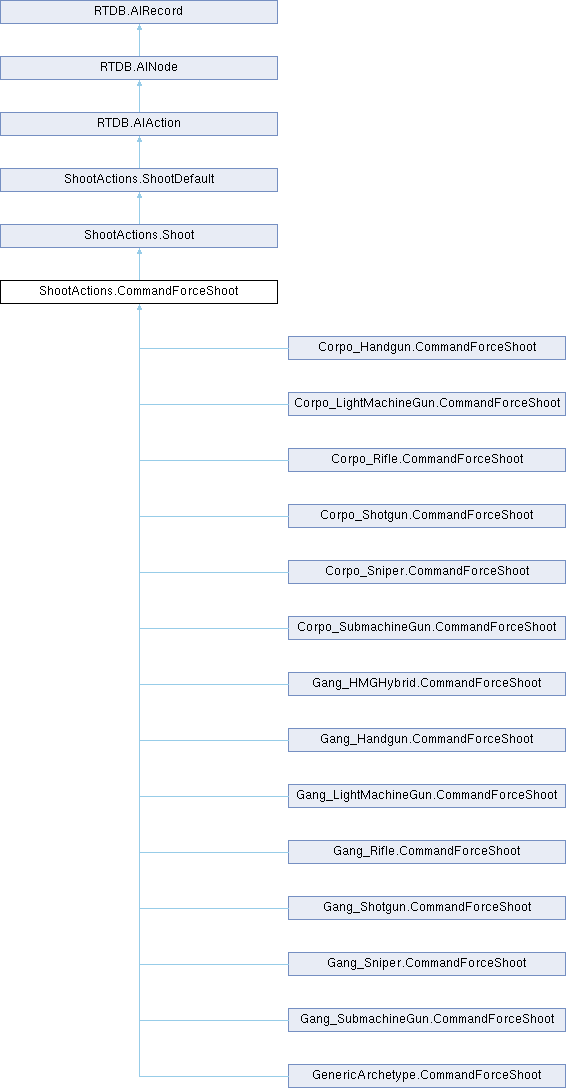 RTDB.AIRecord
RTDB.AINode
RTDB.AIAction
ShootActions.ShootDefault
ShootActions.Shoot
ShootActions.CommandForceShoot
Corpo_Handgun.CommandForceShoot
Corpo_LightMachineGun.CommandForceShoot
Corpo_Rifle.CommandForceShoot
Corpo_Shotgun.CommandForceShoot
Corpo_Sniper.CommandForceShoot
Corpo_SubmachineGun.CommandForceShoot
Gang_HMGHybrid.CommandForceShoot
Gang_Handgun.CommandForceShoot
Gang_LightMachineGun.CommandForceShoot
Gang_Rifle.CommandForceShoot
Gang_Shotgun.CommandForceShoot
Gang_Sniper.CommandForceShoot
Gang_SubmachineGun.CommandForceShoot
GenericArchetype.CommandForceShoot